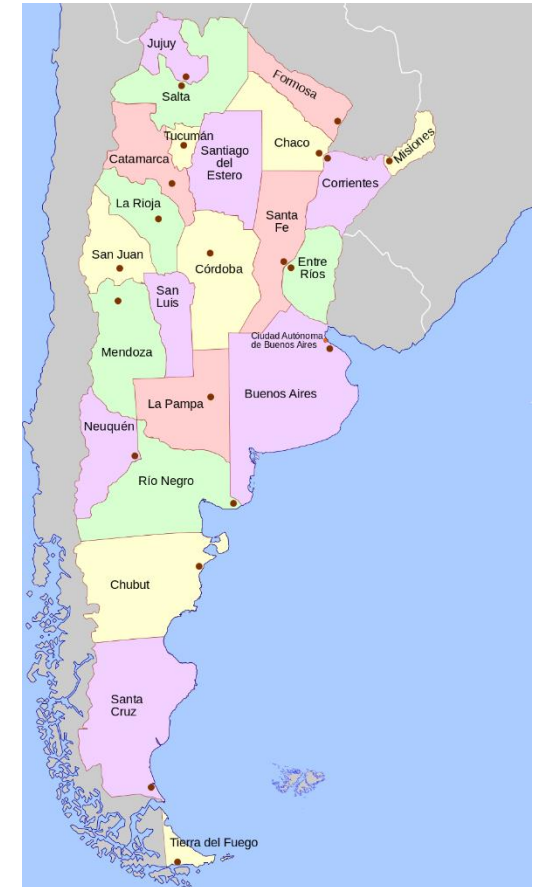 Jujuy
Formosa
Salta
Tucumán
Chaco
Misiones
Catamarca
Santiago
del
Estero
Corrientes
La Rioja
Santa
Fe
San Juan
Córdoba
Entre
Ríos
San
Luis
Ciudad Autónoma
de Buenos Aires
Mendoza
La Pampa
Buenos Aires
Neuquén
Río Negro
Chubut
Santa
Cruz
Tierra del Fuego